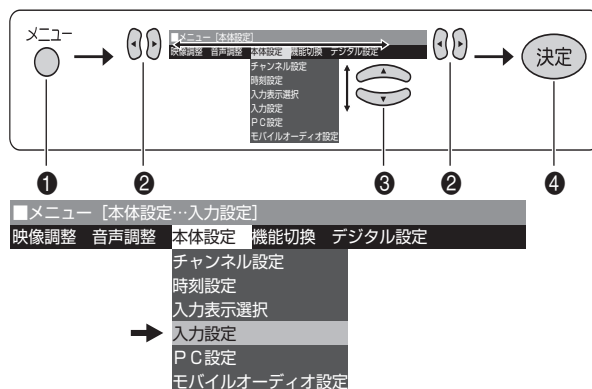 メニュー
■メニュー [本体設定]
映像調整 音声調整 本体設定 機能切換 デジタル設定
チャンネル設定
時刻設定
入力表示選択
入力設定
PC設定
モバイルオーディオ設定
決定
❶ ❷ ❸ ❷ ❹
■メニュー [本体設定…入力設定]
映像調整 音声調整 本体設定 機能切換 デジタル設定
チャンネル設定
時刻設定
入力表示選択
入力設定
PC設定
モバイルオーディオ設定